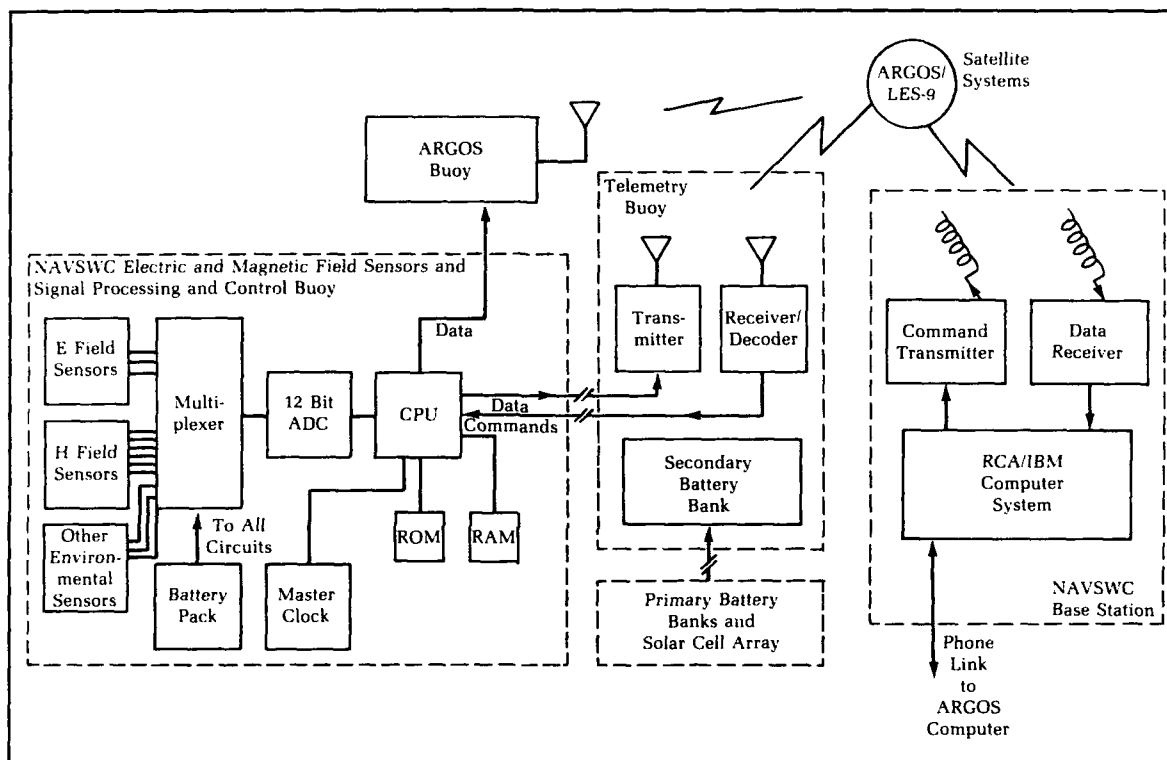 ARGOS/
LES-9
Satellite
Systems
ARGOS
Buoy
Telemetry
Buoy
NAVSWC Electric and Magnetic Field Sensors and
Signal Processing and Control Buoy
Data
E Field
Sensors
H Field
Sensors
Other
Environ-
mental
Sensors
Multi-
plexer
12 Bit
ADC
CPU
Data
Commands
To All
Circuits
Battery
Pack
Master
Clock
ROM
RAM
Trans-
mitter
Receiver/
Decoder
Secondary
Battery
Bank
Primary Battery
Banks and
Solar Cell Array
Command
Transmitter
Data
Receiver
RCA/IBM
Computer
System
NAVSWC
Base Station
Phone
Link
to
ARGOS
Computer